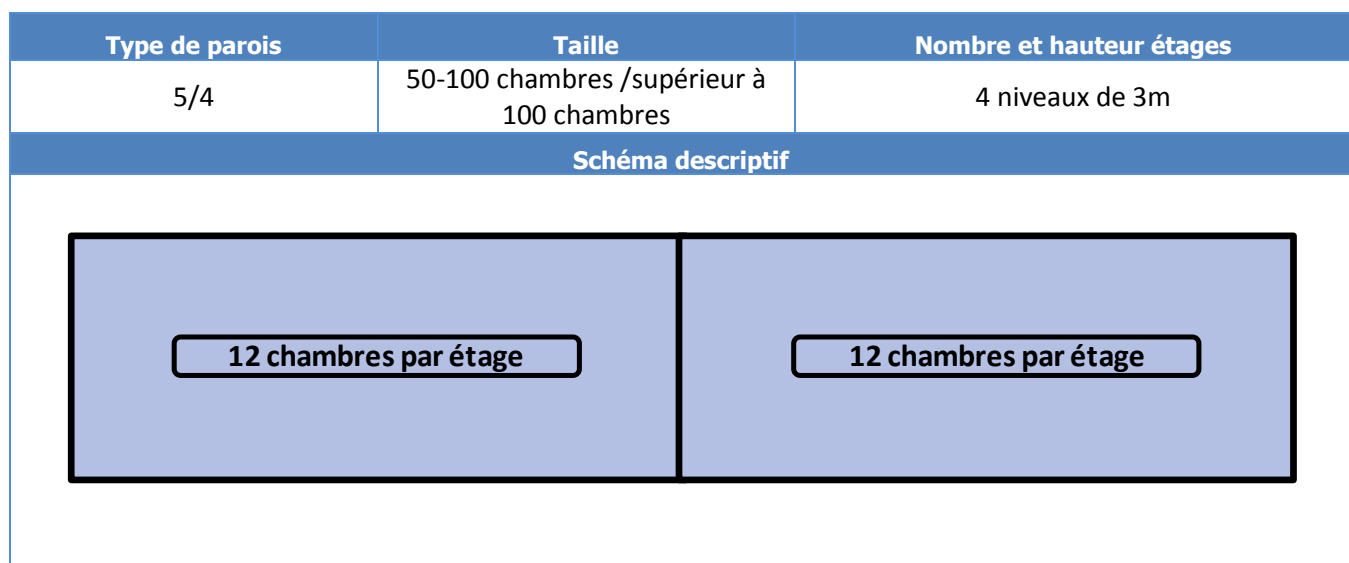 Type de parois
Taille
Nombre et hauteur étages
5/4
50-100 chambres /supérieur à
100 chambres
4 niveaux de 3m
Schéma descriptif
12 chambres par étage
12 chambres par étage